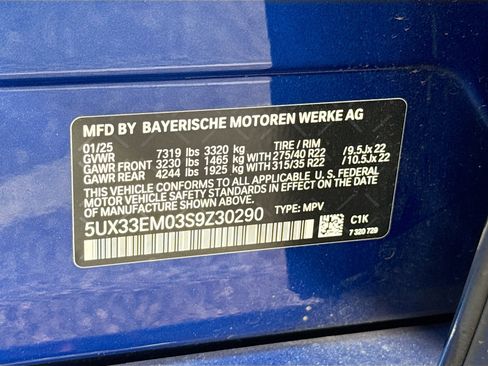 MFD BY BAYERISCHE MOTOREN WERKE AG
01/25 TIRE / RIM
GVWR 7319 lbs 3320 kg
GAWR FRONT 3230 lbs 1465 kg WITH 275/40 R22 /9.5Jx 22
GAWR REAR 4244 lbs 1925 kg WITH 315/35 R22 /10.5Jx 22
THIS VEHICLE CONFORMS TO ALL APPLICABLE U. S. FEDERAL
MOTOR VEHICLE SAFETY STANDARDS IN EFFECT ON THE DATE OF
MANUFACTURE SHOWN ABOVE.
5UX33EM03S9Z30290 TYPE: MPV
C1K
7 320 729